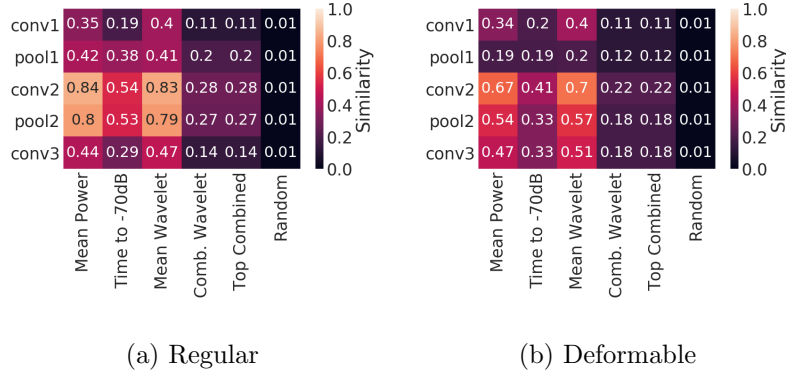 conv1 0.35 0.19 0.4 0.11 0.11 0.01
pool1 0.42 0.38 0.41 0.2 0.2 0.01
conv2 0.84 0.54 0.83 0.28 0.28 0.01
pool2 0.8 0.53 0.79 0.27 0.27 0.01
conv3 0.44 0.29 0.47 0.14 0.14 0.01
Mean Power
Time to -70dB
Mean Wavelet
Comb. Wavelet
Top Combined
Random
1.0
0.8
0.6
0.4
0.2
0.0
Similarity
(a) Regular
conv1 0.34 0.2 0.4 0.11 0.11 0.01
pool1 0.19 0.19 0.2 0.12 0.12 0.01
conv2 0.67 0.41 0.7 0.22 0.22 0.01
pool2 0.54 0.33 0.57 0.18 0.18 0.01
conv3 0.47 0.33 0.51 0.18 0.18 0.01
Mean Power
Time to -70dB
Mean Wavelet
Comb. Wavelet
Top Combined
Random
1.0
0.8
0.6
0.4
0.2
0.0
Similarity
(b) Deformable